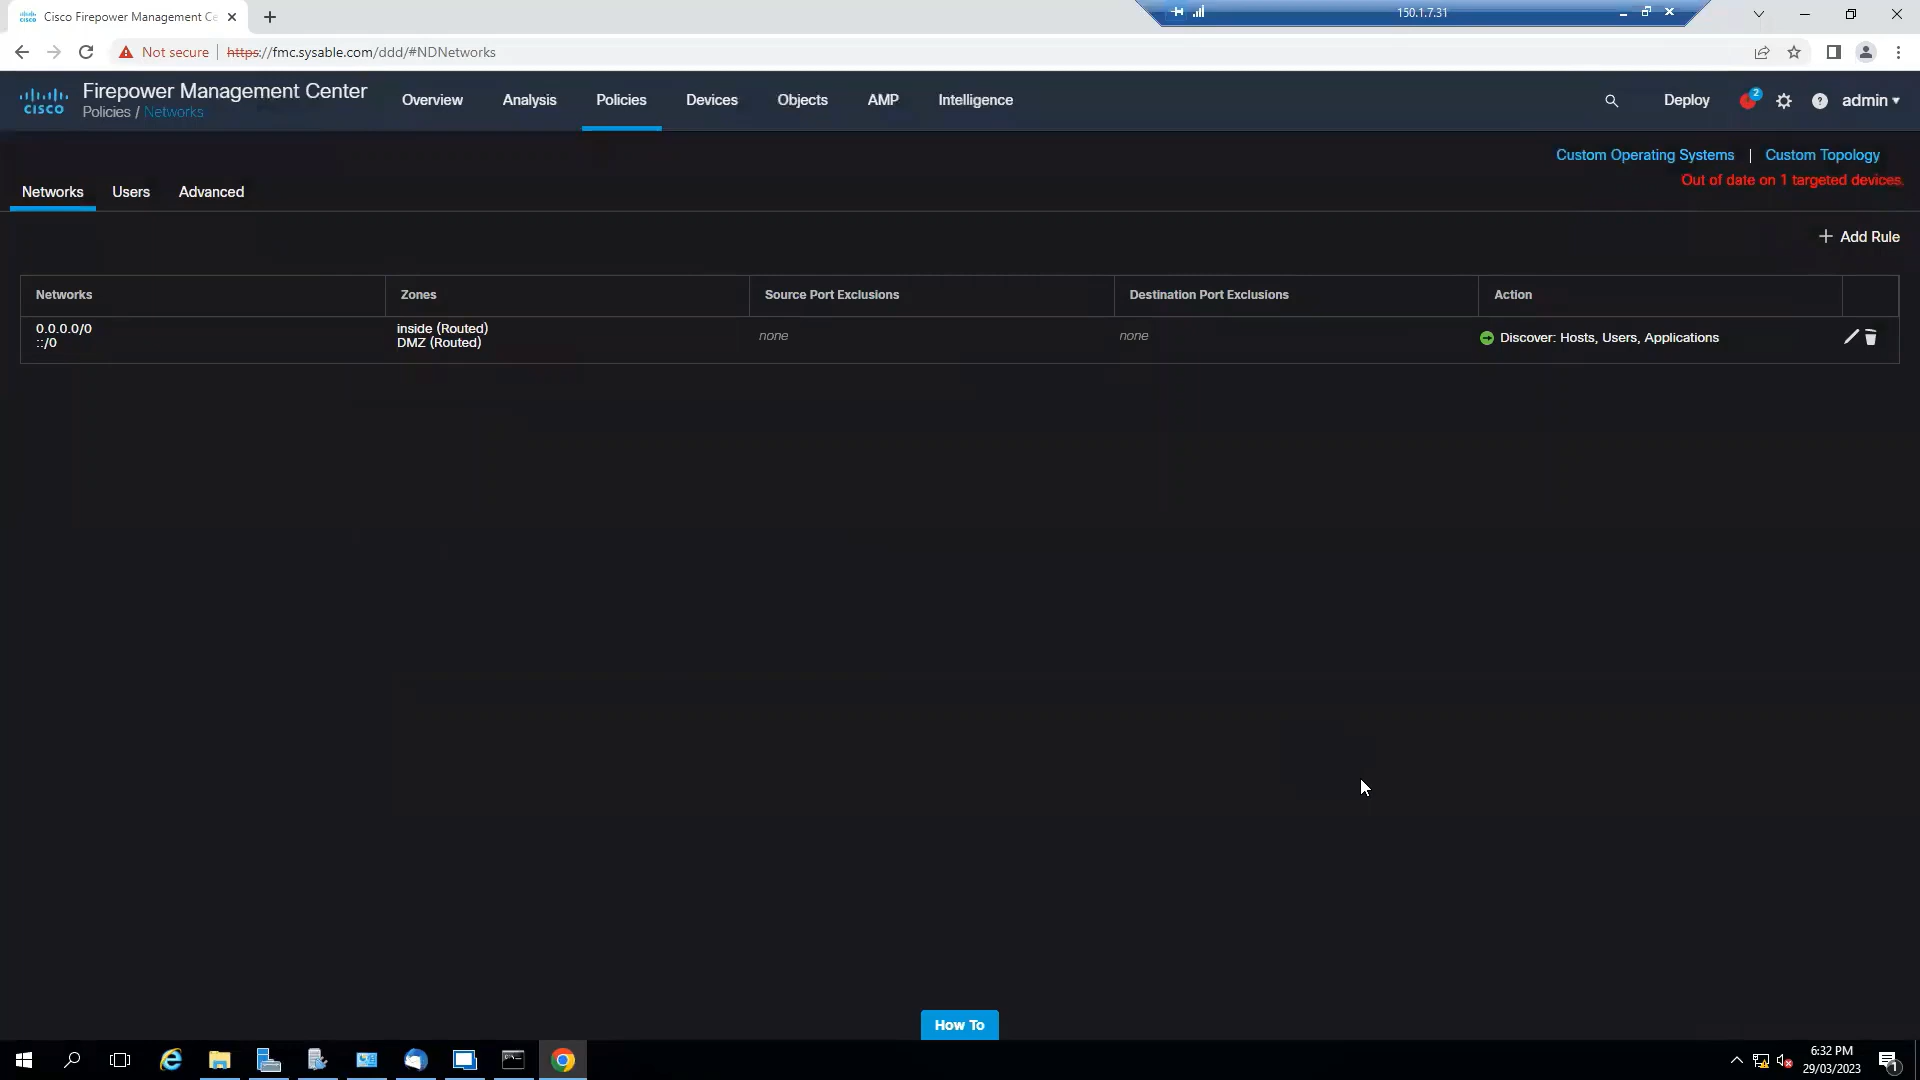 Cisco Firepower Management Ce
150.1.7.31
Not secure
https://fmc.sysable.com/ddd/#NDNetworks
CISCO
Firepower Management Center
Policies / Networks
Overview
Analysis
Policies
Devices
Objects
AMP
Intelligence
Deploy
2
?
admin
Custom Operating Systems | Custom Topology
Out of date on 1 targeted devices.
Networks
Users
Advanced
+ Add Rule
Networks
Zones
Source Port Exclusions
Destination Port Exclusions
Action
0.0.0.0/0
::/0
inside (Routed)
DMZ (Routed)
none
none
Discover: Hosts, Users, Applications
How To
6:32 PM
29/03/2023
1